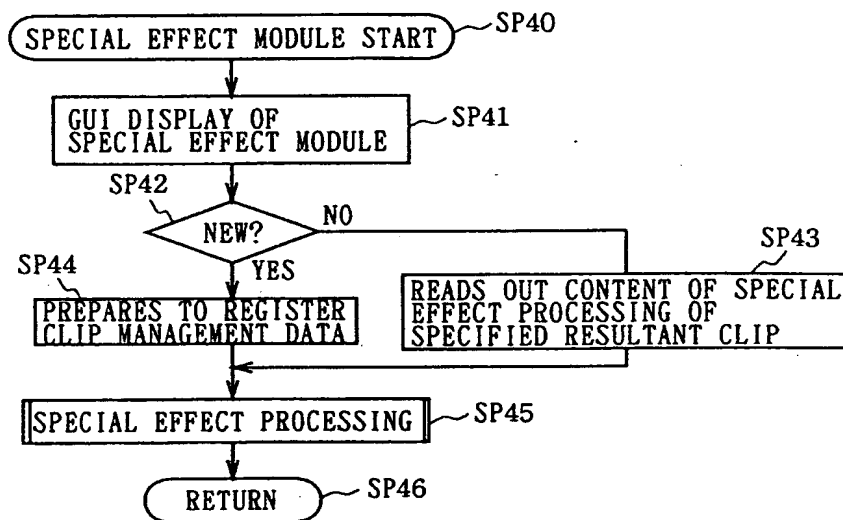 SPECIAL EFFECT MODULE START
SP40
GUI DISPLAY OF
SPECIAL EFFECT MODULE
SP41
SP42
NEW?
NO
YES
SP43
READS OUT CONTENT OF SPECIAL
EFFECT PROCESSING OF
SPECIFIED RESULTANT CLIP
SP44
PREPARES TO REGISTER
CLIP MANAGEMENT DATA
SPECIAL EFFECT PROCESSING
SP45
RETURN
SP46